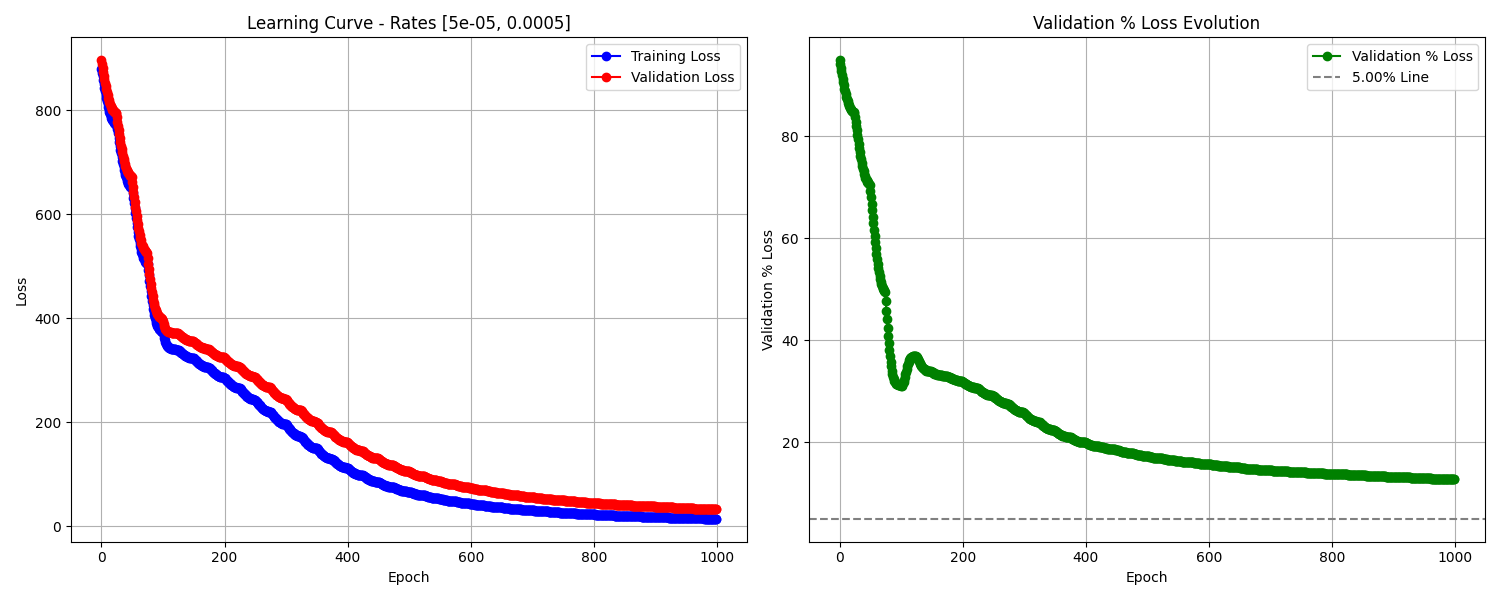 Learning Curve - Rates [5e-05, 0.0005]
Training Loss
Validation Loss
Loss
800
600
400
200
0
0 200 400 600 800 1000
Epoch
Validation % Loss Evolution
Validation % Loss
5.00% Line
Validation % Loss
80
60
40
20
0 200 400 600 800 1000
Epoch